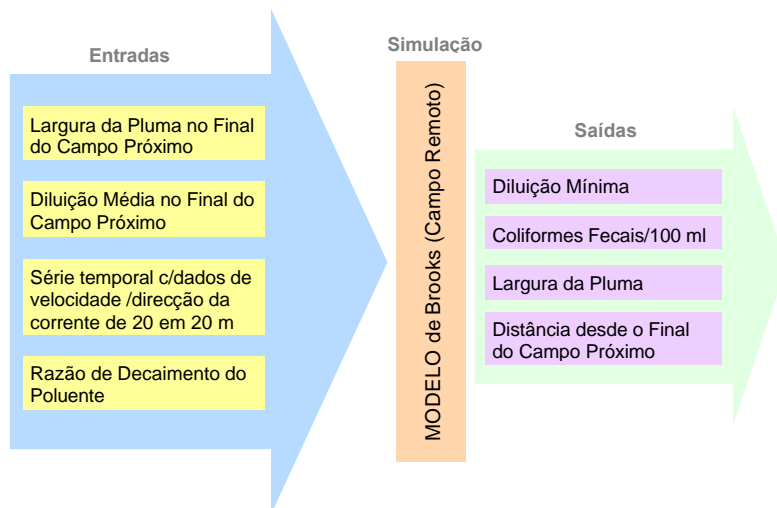 Entradas
Largura da Pluma no Final
do Campo Próximo
Diluição Média no Final do
Campo Próximo
Série temporal c/dados de
velocidade /direcção da
corrente de 20 em 20 m
Razão de Decaimento do
Poluente
Simulação
MODELO de Brooks (Campo Remoto)
Saídas
Diluição Mínima
Coliformes Fecais/100 ml
Largura da Pluma
Distância desde o Final
do Campo Próximo